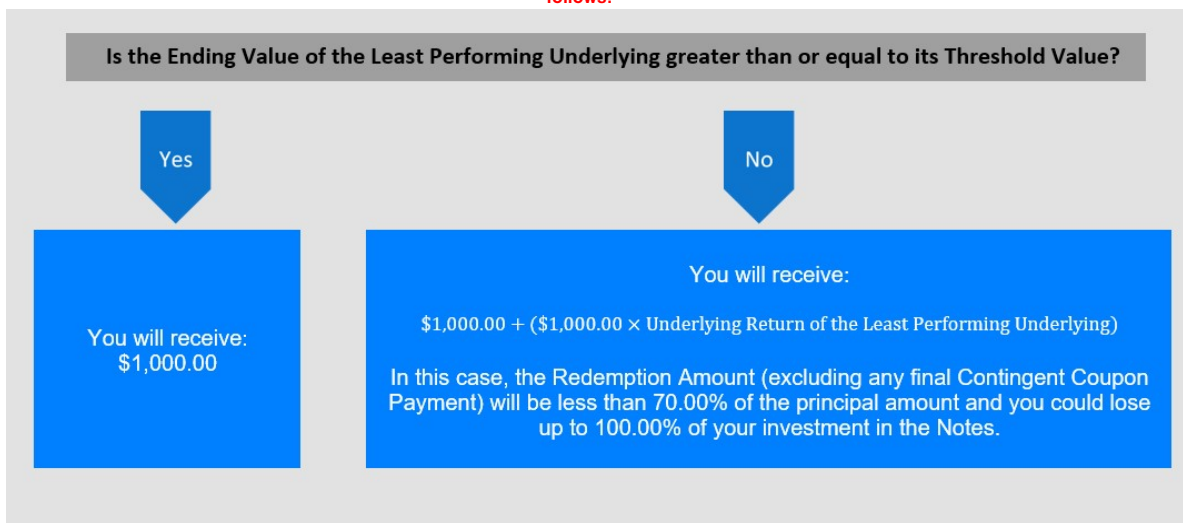 follows:
Is the Ending Value of the Least Performing Underlying greater than or equal to its Threshold Value?
Yes
No
You will receive:
$1,000.00
You will receive:
$1,000.00 + ($1,000.00 × Underlying Return of the Least Performing Underlying)
In this case, the Redemption Amount (excluding any final Contingent Coupon
Payment) will be less than 70.00% of the principal amount and you could lose
up to 100.00% of your investment in the Notes.